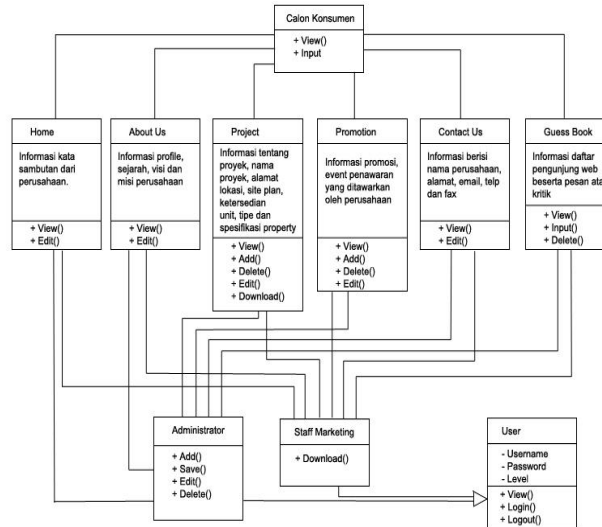 Calon Konsumen
+ View()
+ Input
Home
Informasi kata
sambutan dari
perusahaan.
+ View()
+ Edit()
About Us
Informasi profile,
sejarah, visi dan
misi perusahaan
+ View()
+ Edit()
Project
Informasi tentang
proyek, nama
proyek, alamat
lokasi, site plan,
ketersedian
unit, tipe dan
spesifikasi property
+ View()
+ Add()
+ Delete()
+ Edit()
+ Download()
Promotion
Informasi promosi,
event penawaran
yang ditawarkan
oleh perusahaan
+ View()
+ Add()
+ Delete()
+ Edit()
Contact Us
Informasi berisi
nama perusahaan,
alamat, email, telp
dan fax
+ View()
+ Edit()
Guess Book
Informasi daftar
pengunjung web
beserta pesan ata
kritik
+ View()
+ Input()
+ Delete()
Administrator
+ Add()
+ Save()
+ Edit()
+ Delete()
Staff Marketing
+ Download()
User
- Username
- Password
- Level
+ View()
+ Login()
+ Logout()